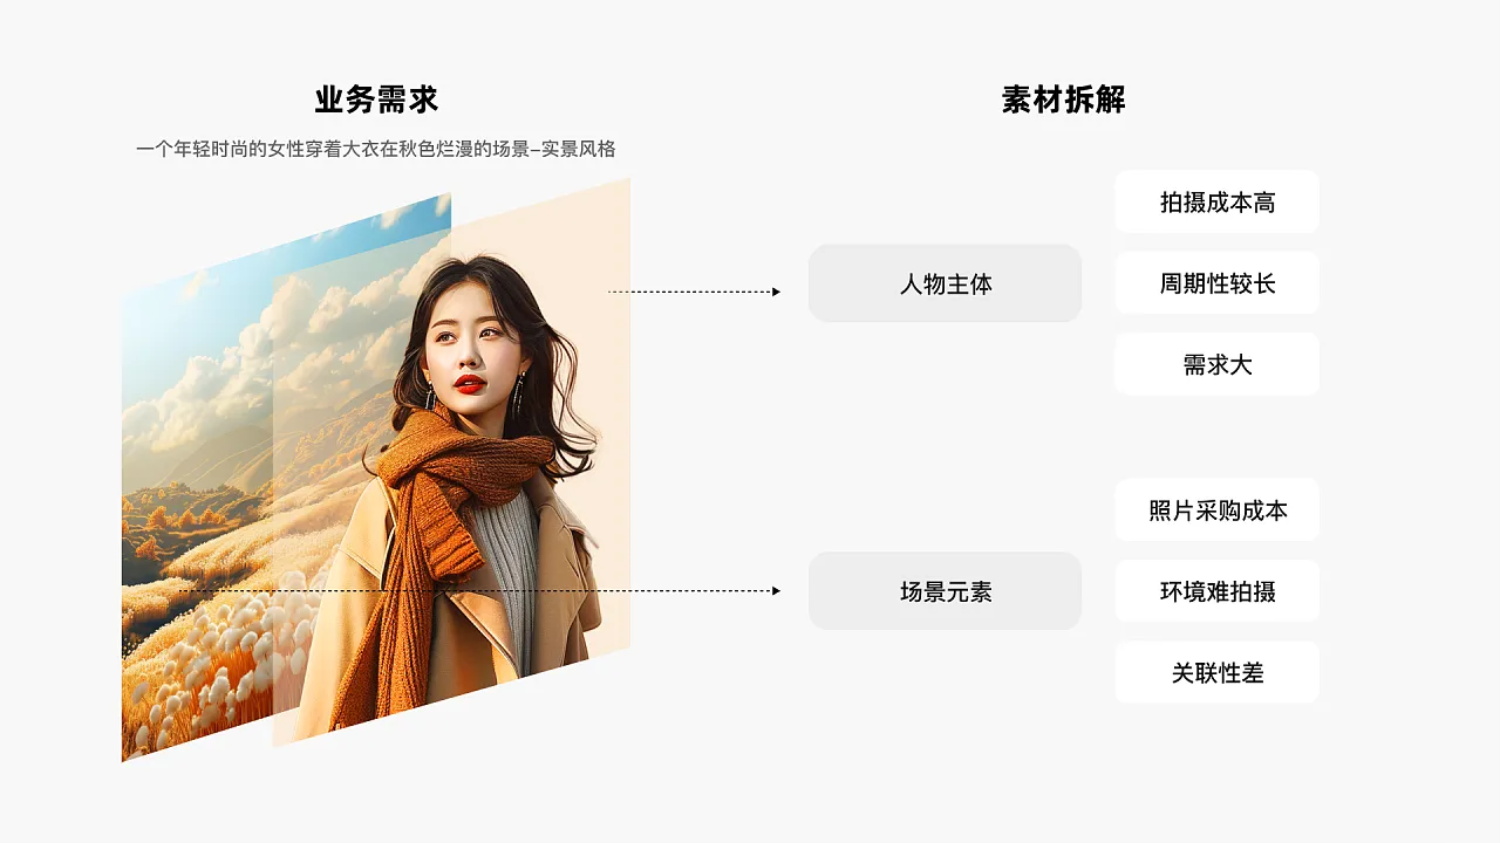 业务需求
一个年轻时尚的女性穿着大衣在秋色烂漫的场景–实景风格
素材拆解
人物主体
拍摄成本高
周期性较长
需求大
场景元素
照片采购成本
环境难拍摄
关联性差